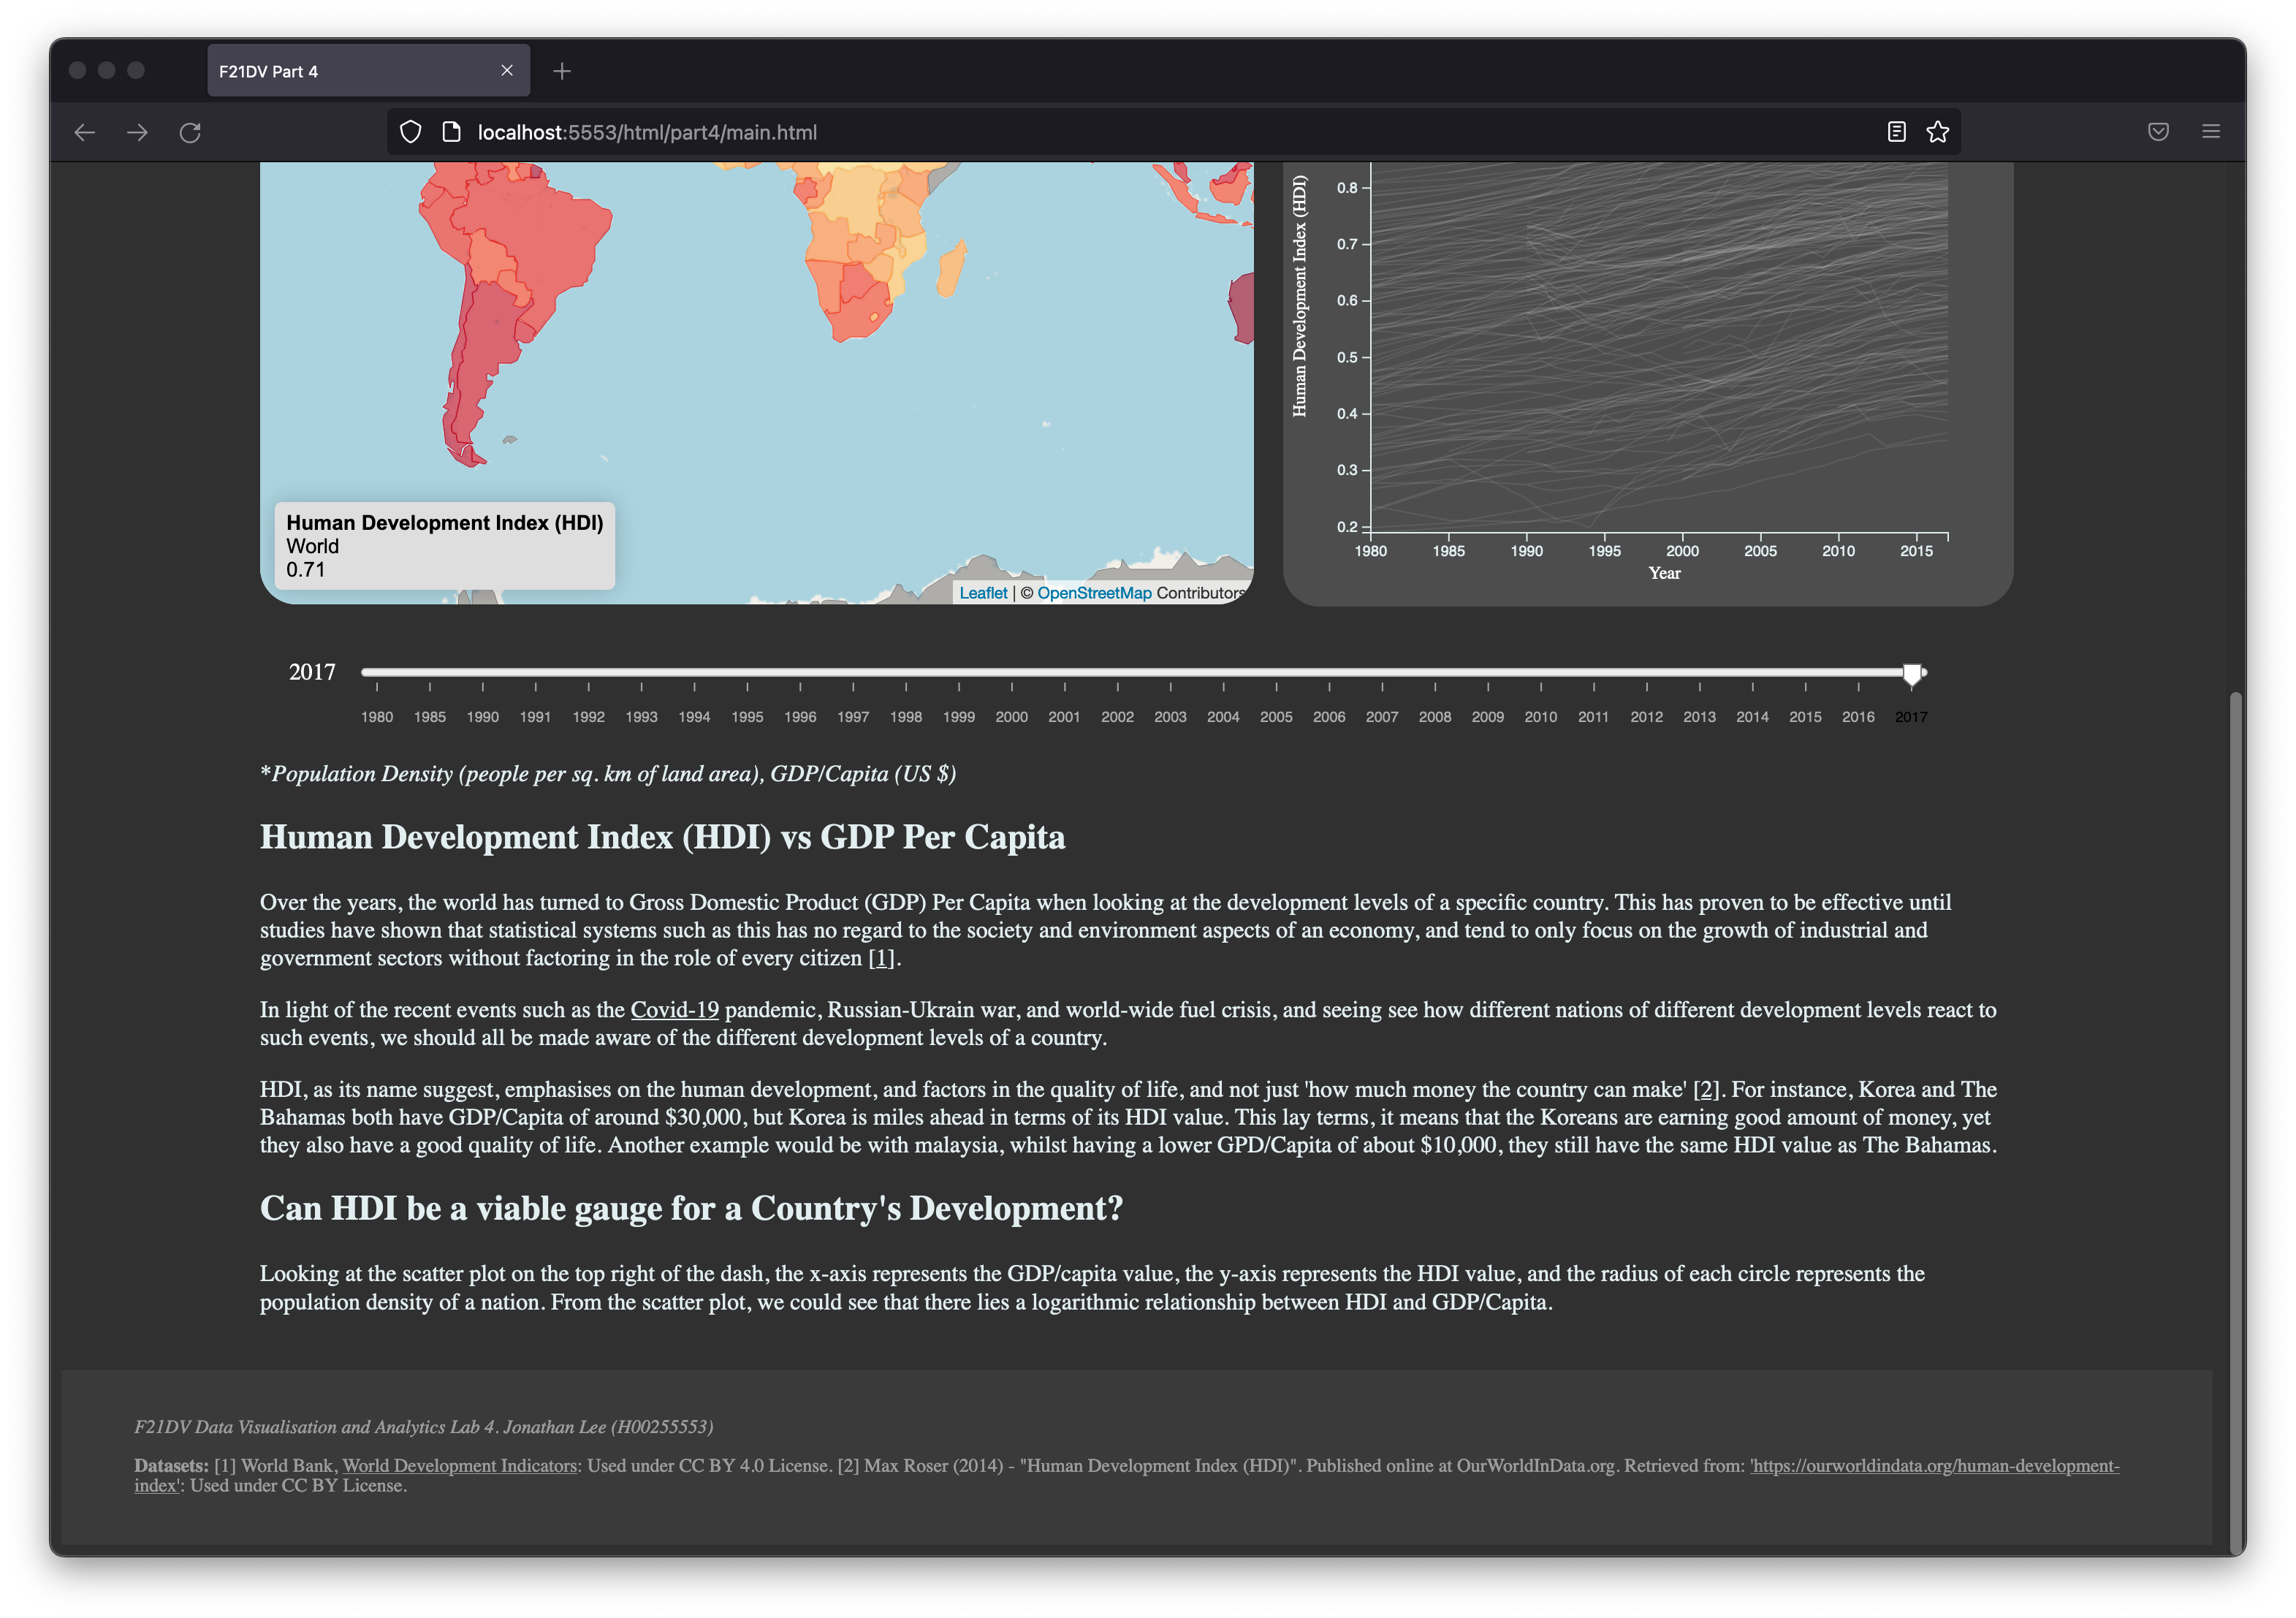 F21DV Part 4
localhost:5553/html/part4/main.html
Human Development Index (HDI)
World
0.71
Leaflet | © OpenStreetMap Contributors
Human Development Index (HDI)
0.8
0.7
0.6
0.5
0.4
0.3
0.2
1980 1985 1990 1995 2000 2005 2010 2015
Year
2017
1980 1985 1990 1991 1992 1993 1994 1995 1996 1997 1998 1999 2000 2001 2002 2003 2004 2005 2006 2007 2008 2009 2010 2011 2012 2013 2014 2015 2016 2017
*Population Density (people per sq. km of land area), GDP/Capita (US $)
Human Development Index (HDI) vs GDP Per Capita
Over the years, the world has turned to Gross Domestic Product (GDP) Per Capita when looking at the development levels of a specific country. This has proven to be effective until
studies have shown that statistical systems such as this has no regard to the society and environment aspects of an economy, and tend to only focus on the growth of industrial and
government sectors without factoring in the role of every citizen [1].
In light of the recent events such as the Covid-19 pandemic, Russian-Ukrain war, and world-wide fuel crisis, and seeing see how different nations of different development levels react to
such events, we should all be made aware of the different development levels of a country.
HDI, as its name suggest, emphasises on the human development, and factors in the quality of life, and not just 'how much money the country can make' [2]. For instance, Korea and The
Bahamas both have GDP/Capita of around $30,000, but Korea is miles ahead in terms of its HDI value. This lay terms, it means that the Koreans are earning good amount of money, yet
they also have a good quality of life. Another example would be with malaysia, whilst having a lower GPD/Capita of about $10,000, they still have the same HDI value as The Bahamas.
Can HDI be a viable gauge for a Country's Development?
Looking at the scatter plot on the top right of the dash, the x-axis represents the GDP/capita value, the y-axis represents the HDI value, and the radius of each circle represents the
population density of a nation. From the scatter plot, we could see that there lies a logarithmic relationship between HDI and GDP/Capita.
F21DV Data Visualisation and Analytics Lab 4. Jonathan Lee (H00255553)
Datasets: [1] World Bank, World Development Indicators: Used under CC BY 4.0 License. [2] Max Roser (2014) - "Human Development Index (HDI)". Published online at OurWorldInData.org. Retrieved from: 'https://ourworldindata.org/human-development-
index': Used under CC BY License.